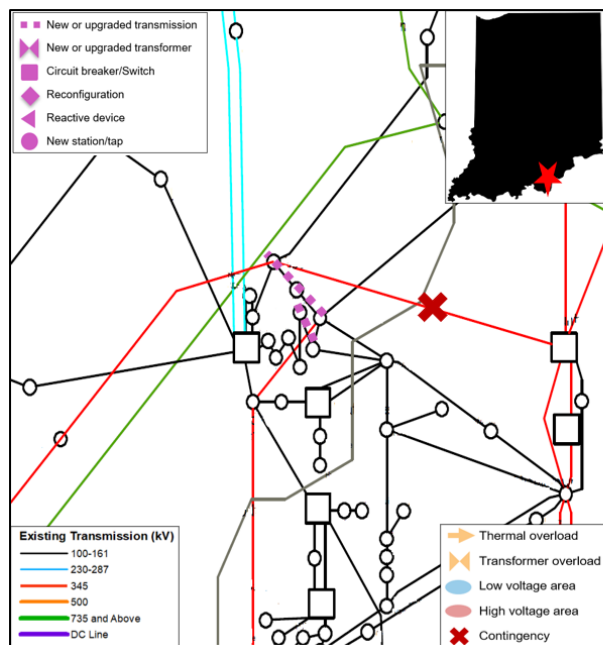 New or upgraded transmission
New or upgraded transformer
Circuit breaker/Switch
Reconfiguration
Reactive device
New station/tap
Existing Transmission (kV)
100-161
230-287
345
500
735 and Above
DC Line
Thermal overload
Transformer overload
Low voltage area
High voltage area
Contingency